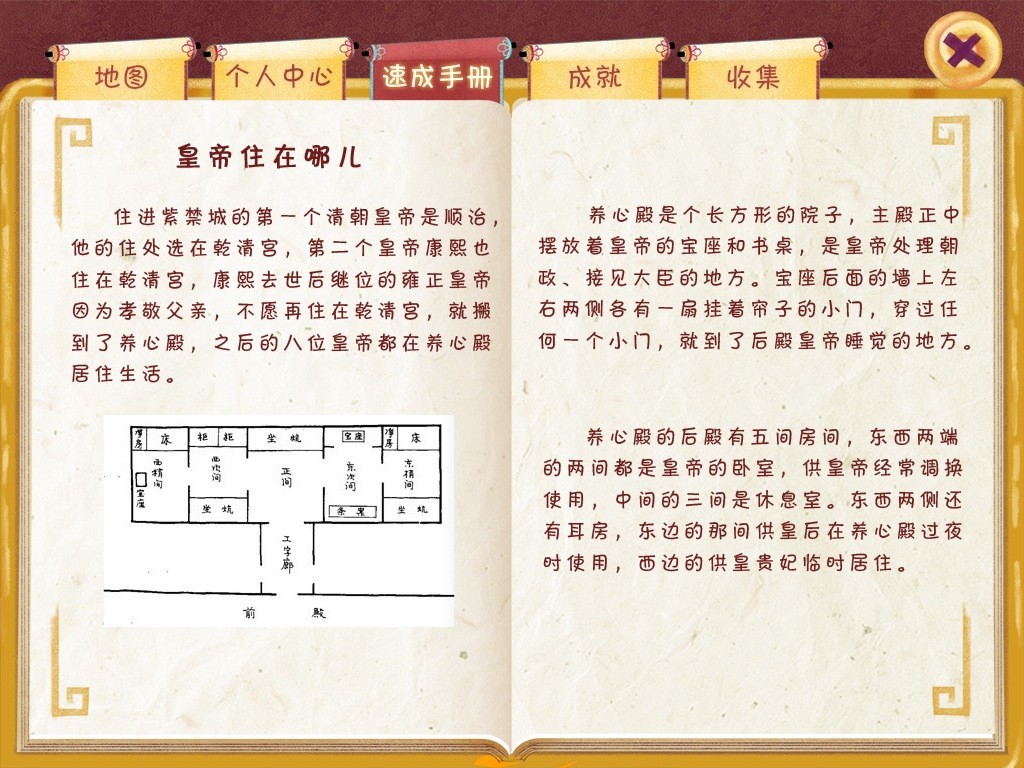 地图
个人中心
速成手册
成就
收集
皇帝住在哪儿
住进紫禁城的第一个清朝皇帝是顺治，
他的住处选在乾清宫，第二个皇帝康熙也
住在乾清宫，康熙去世后继位的雍正皇帝
因为孝敬父亲，不愿再住在乾清宫，就搬
到了养心殿，之后的八位皇帝都在养心殿
居住生活。
净房 床 柜 柜 坐炕 宝座 净房 床
西稍间 西次间 正间 东次间 东稍间
宝座 坐炕 条案 坐炕
工字廊
前殿
养心殿是个长方形的院子，主殿正中
摆放着皇帝的宝座和书桌，是皇帝处理朝
政、接见大臣的地方。宝座后面的墙上左
右两侧各有一扇挂着帘子的小门，穿过任
何一个小门，就到了后殿皇帝睡觉的地方。
养心殿的后殿有五间房间，东西两端
的两间都是皇帝的卧室，供皇帝经常调换
使用，中间的三间是休息室。东西两侧还
有耳房，东边的那间供皇后在养心殿过夜
时使用，西边的供皇贵妃临时居住。